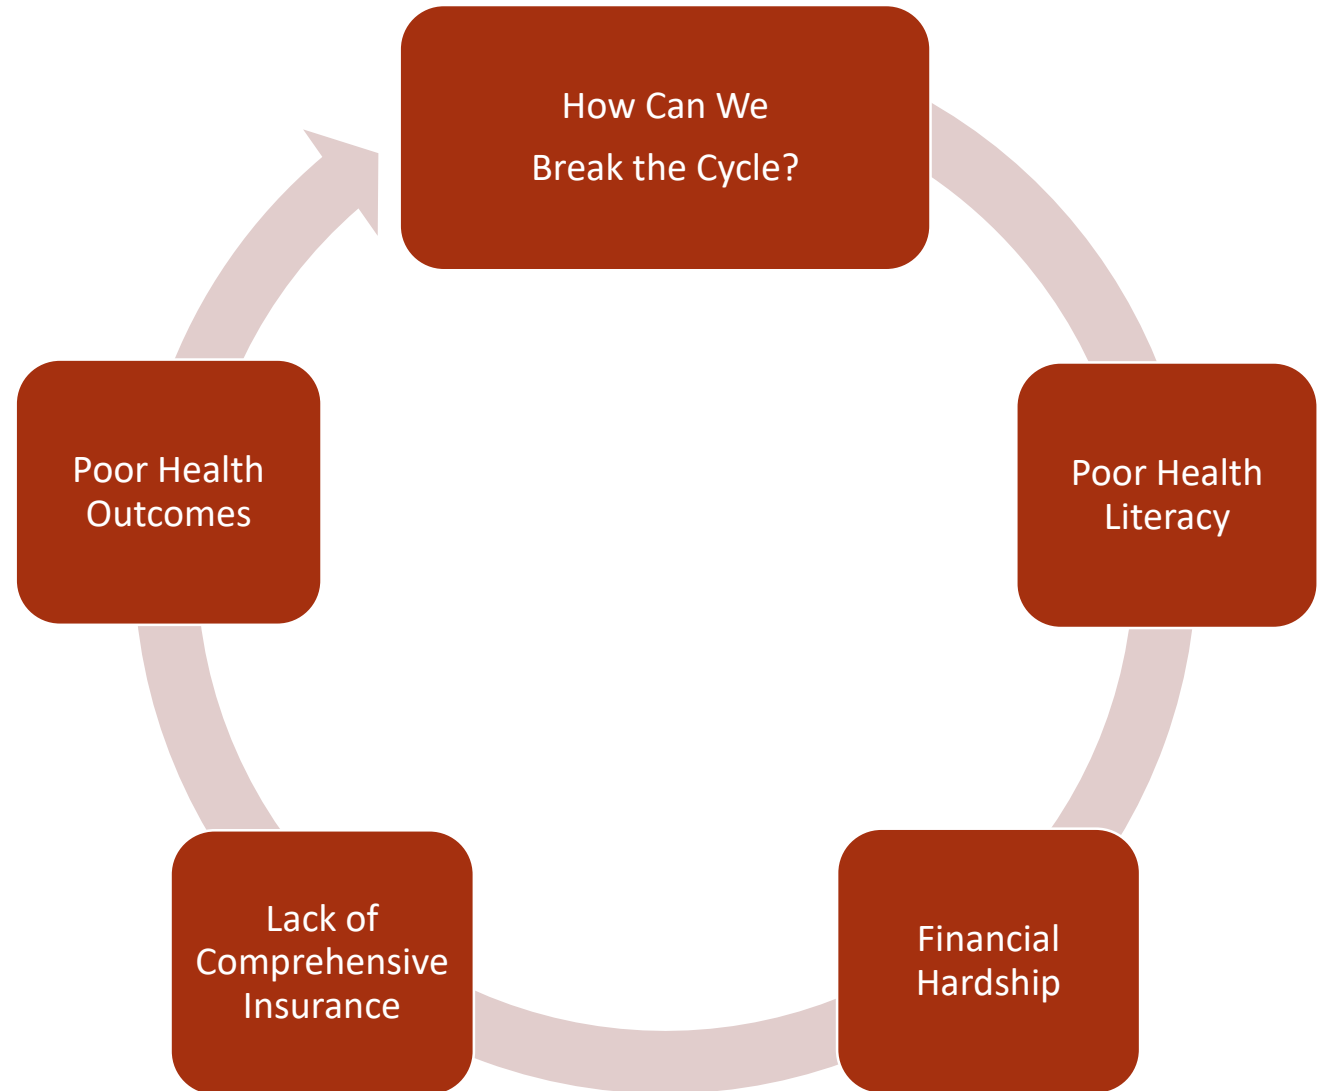 How Can We
Break the Cycle?
Poor Health
Literacy
Financial
Hardship
Lack of
Comprehensive
Insurance
Poor Health
Outcomes